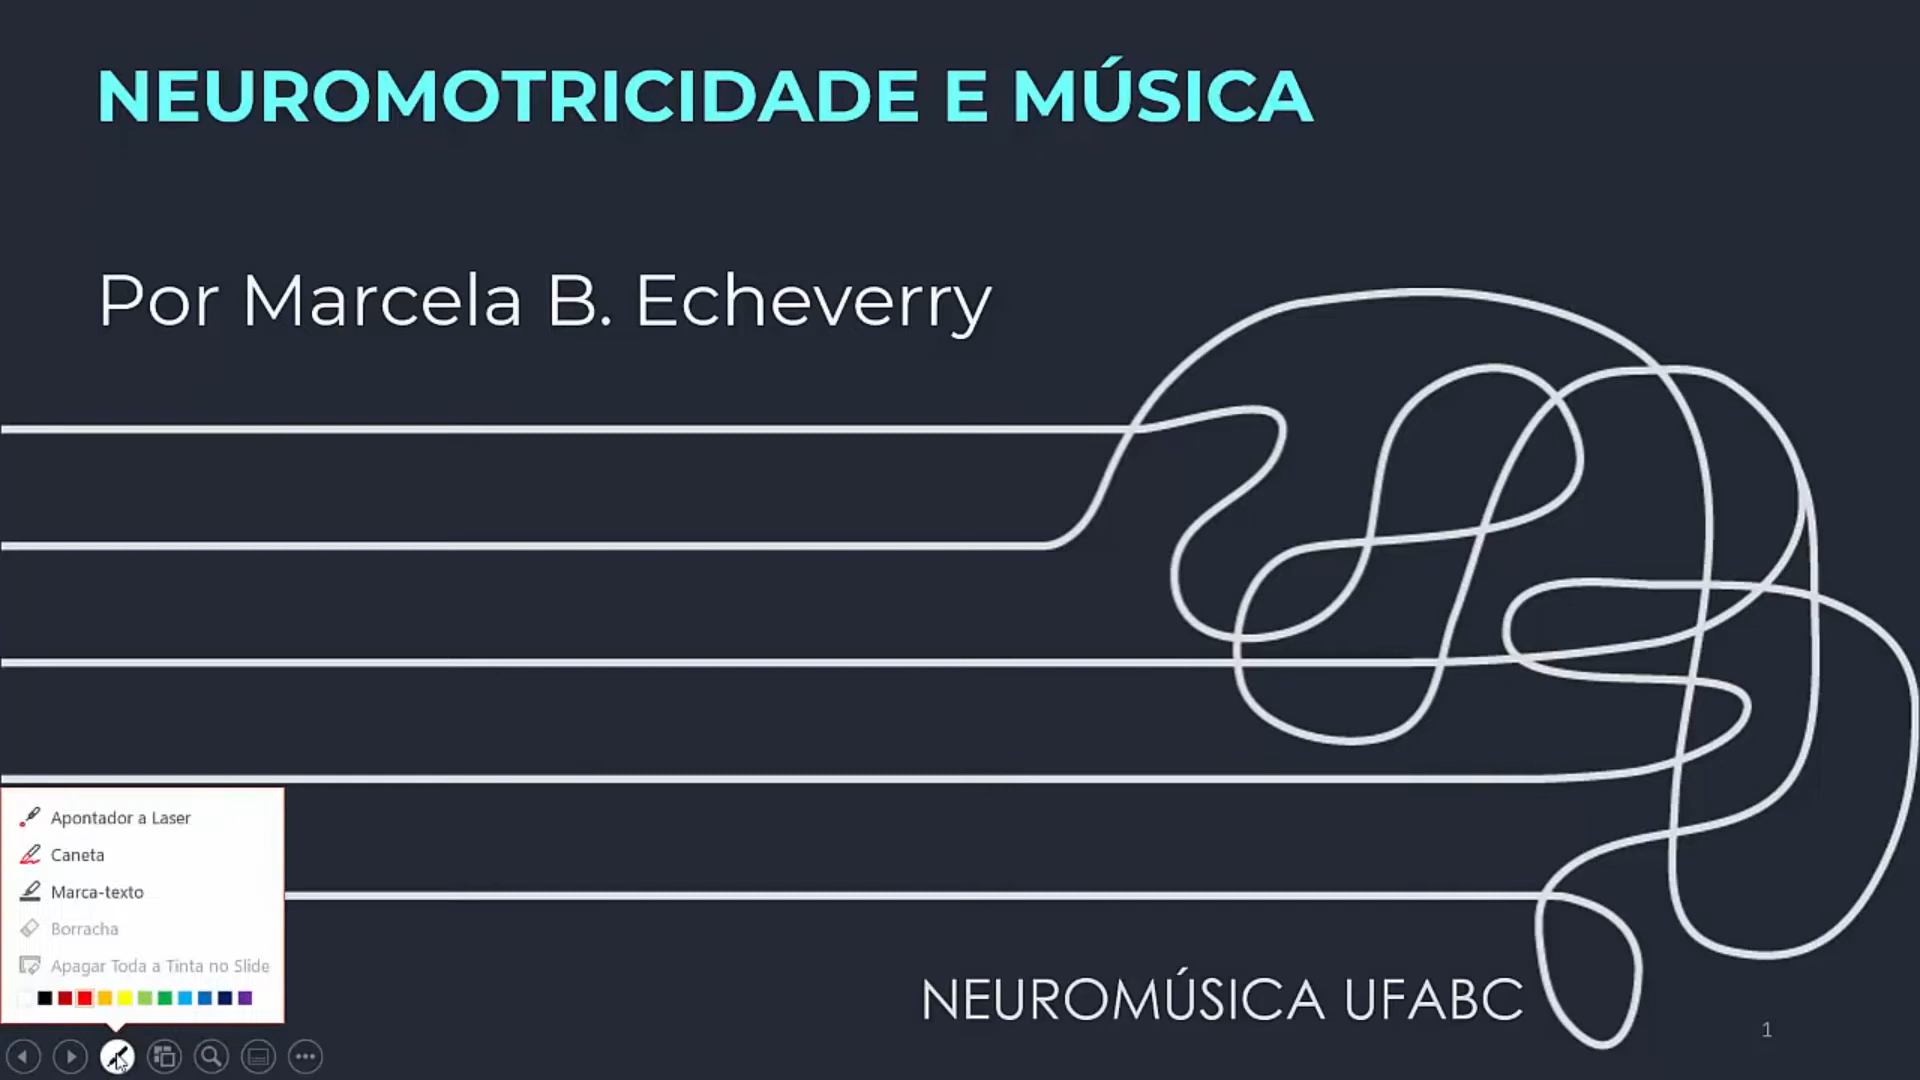 NEUROMOTRICIDADE E MÚSICA
Por Marcela B. Echeverry
Apontador a Laser
Caneta
Marca-texto
Borracha
Apagar Toda a Tinta no Slide
NEUROMÚSICA UFABC
1